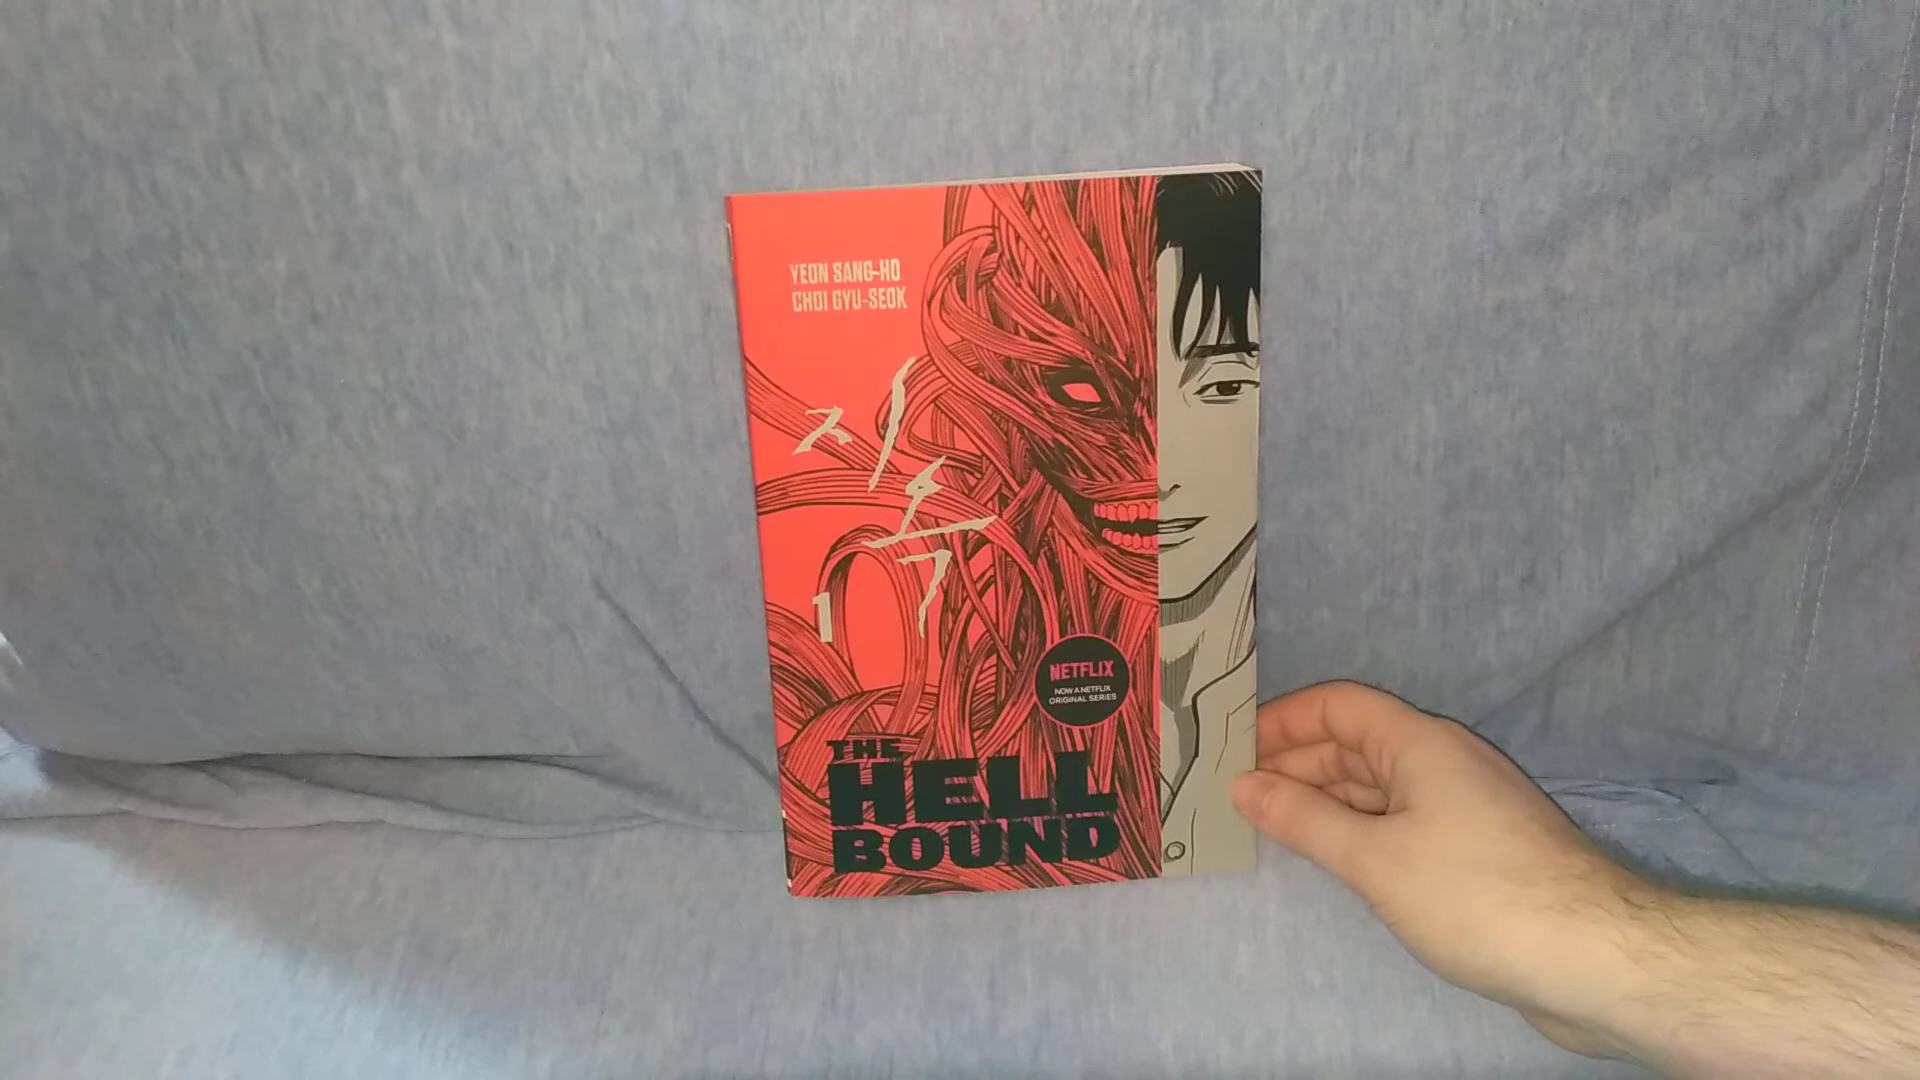 YEON SANG-HO
CHOI GYU-SEOK
지
옥
1
NETFLIX
NOW A NETFLIX
ORIGINAL SERIES
THE
HELL
BOUND